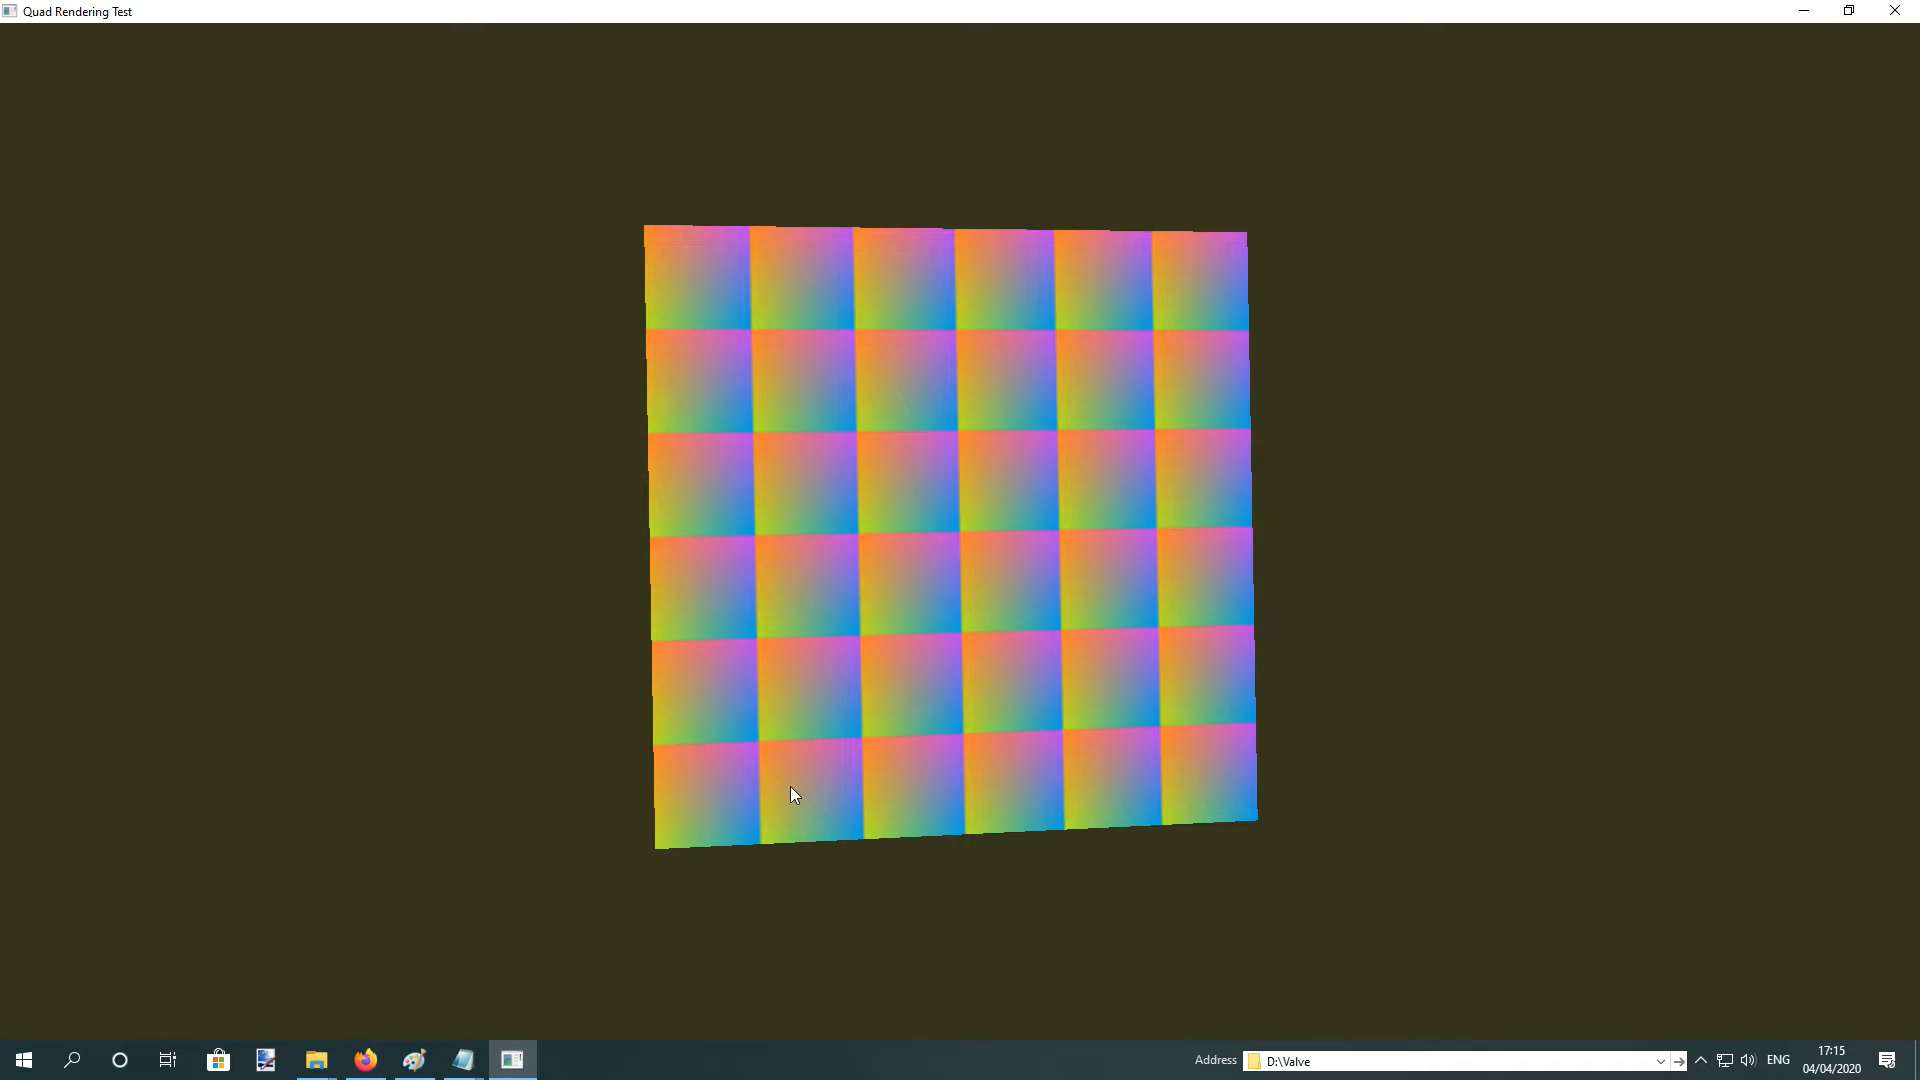 Quad Rendering Test
Address
D:\Valve
ENG
17:15
04/04/2020